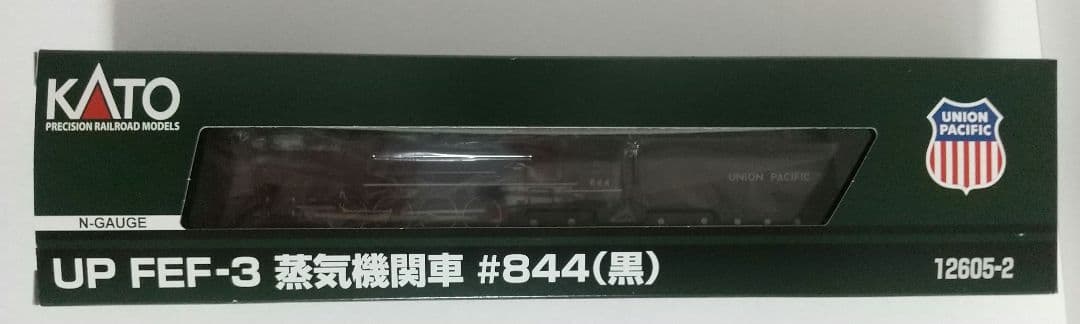 KATO
PRECISION RAILROAD MODELS
UNION
PACIFIC
844
UNION PACIFIC
N-GAUGE
UP FEF-3 蒸気機関車 #844(黒)
12605-2